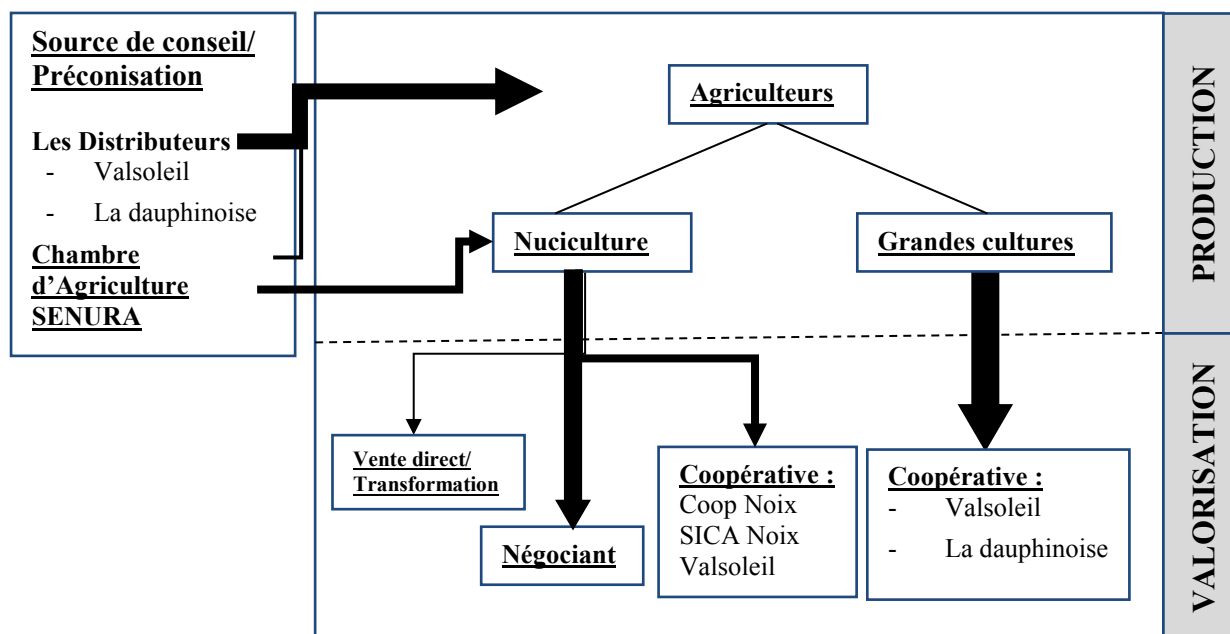 Source de conseil/
Préconisation
Les Distributeurs
- Valsoleil
- La dauphinoise
Chambre
d’Agriculture
SENURA
Agriculteurs
Nuciculture
Grandes cultures
PRODUCTION
Vente direct/
Transformation
Négociant
Coopérative :
Coop Noix
SICA Noix
Valsoleil
Coopérative :
- Valsoleil
- La dauphinoise
VALORISATION